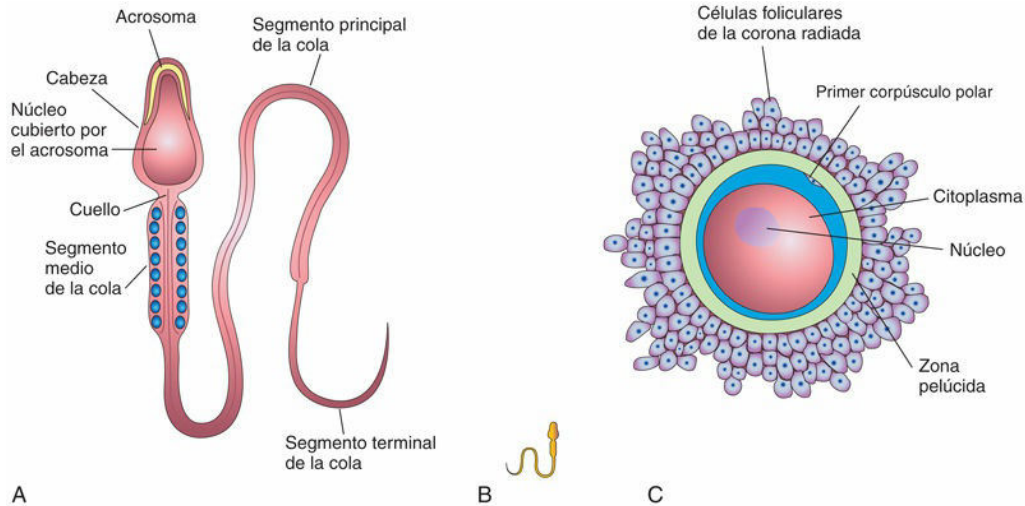 Acrosoma
Cabeza
Núcleo
cubierto por
el acrosoma
Cuello
Segmento
medio
de la cola
Segmento principal
de la cola
Segmento terminal
de la cola
A
B
Células foliculares
de la corona radiada
Primer corpúsculo polar
Citoplasma
Núcleo
Zona
pelúcida
C